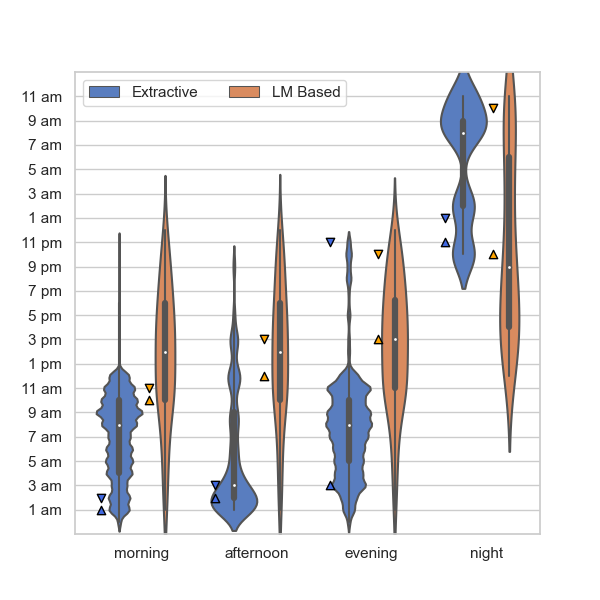 Extractive LM Based
11 am
9 am
7 am
5 am
3 am
1 am
11 pm
9 pm
7 pm
5 pm
3 pm
1 pm
11 am
9 am
7 am
5 am
3 am
1 am
morning afternoon evening night